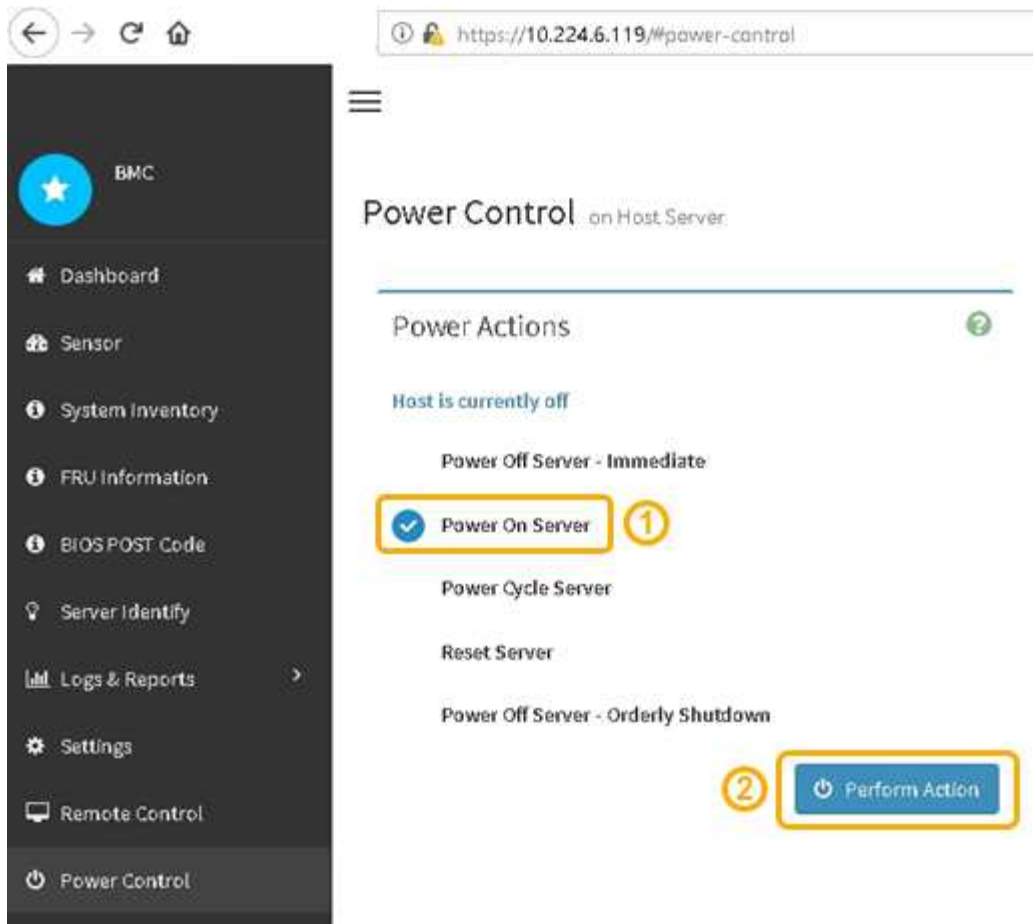 https://10.224.6.119/#power-control
BMC
Power Control on Host Server
Dashboard
Power Actions
Sensor
Host is currently off
System Inventory
Power Off Server - Immediate
FRU Information
Power On Server
1
BIOS POST Code
Power Cycle Server
Server Identify
Reset Server
Logs & Reports
Power Off Server - Orderly Shutdown
Settings
2
Perform Action
Remote Control
Power Control